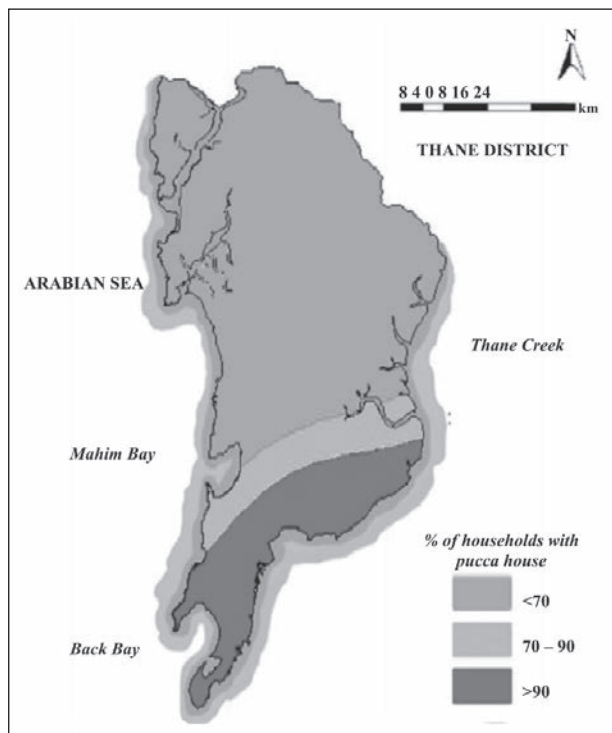 N
8 4 0 8 16 24
km
THANE DISTRICT
ARABIAN SEA
Thane Creek
Mahim Bay
% of households with
pucca house
<70
70 – 90
>90
Back Bay